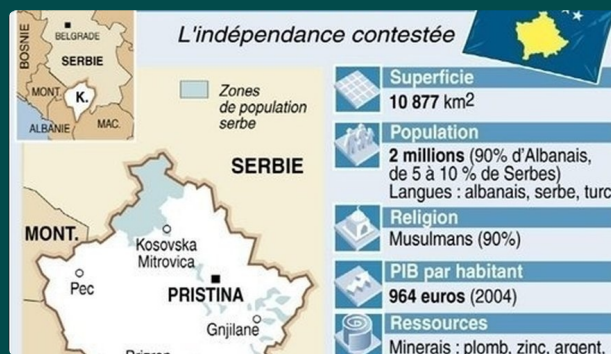 L'indépendance contestée
BOSNIE
BELGRADE
SERBIE
MONT.
K.
ALBANIE
MAC.
Zones
de population
serbe
SERBIE
MONT.
Kosovska
Mitrovica
Pec
PRISTINA
Gnjilane
Prizren
Superficie
10 877 km2
Population
2 millions (90% d'Albanais,
de 5 à 10 % de Serbes)
Langues : albanais, serbe, turc
Religion
Musulmans (90%)
PIB par habitant
964 euros (2004)
Ressources
Minerais : plomb, zinc, argent,